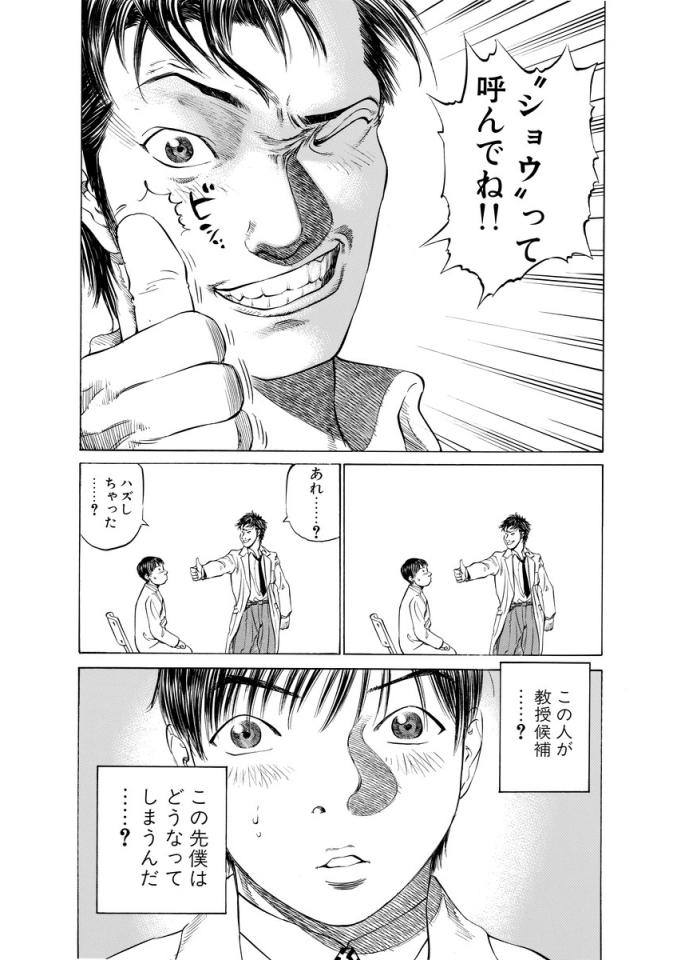 〝ショウ〟って
呼んでね!!
ビッ
あれ……?
ハズし
ちゃった
……?
この人が
教授候補
……?
この先僕は
どうなって
しまうんだ
……?